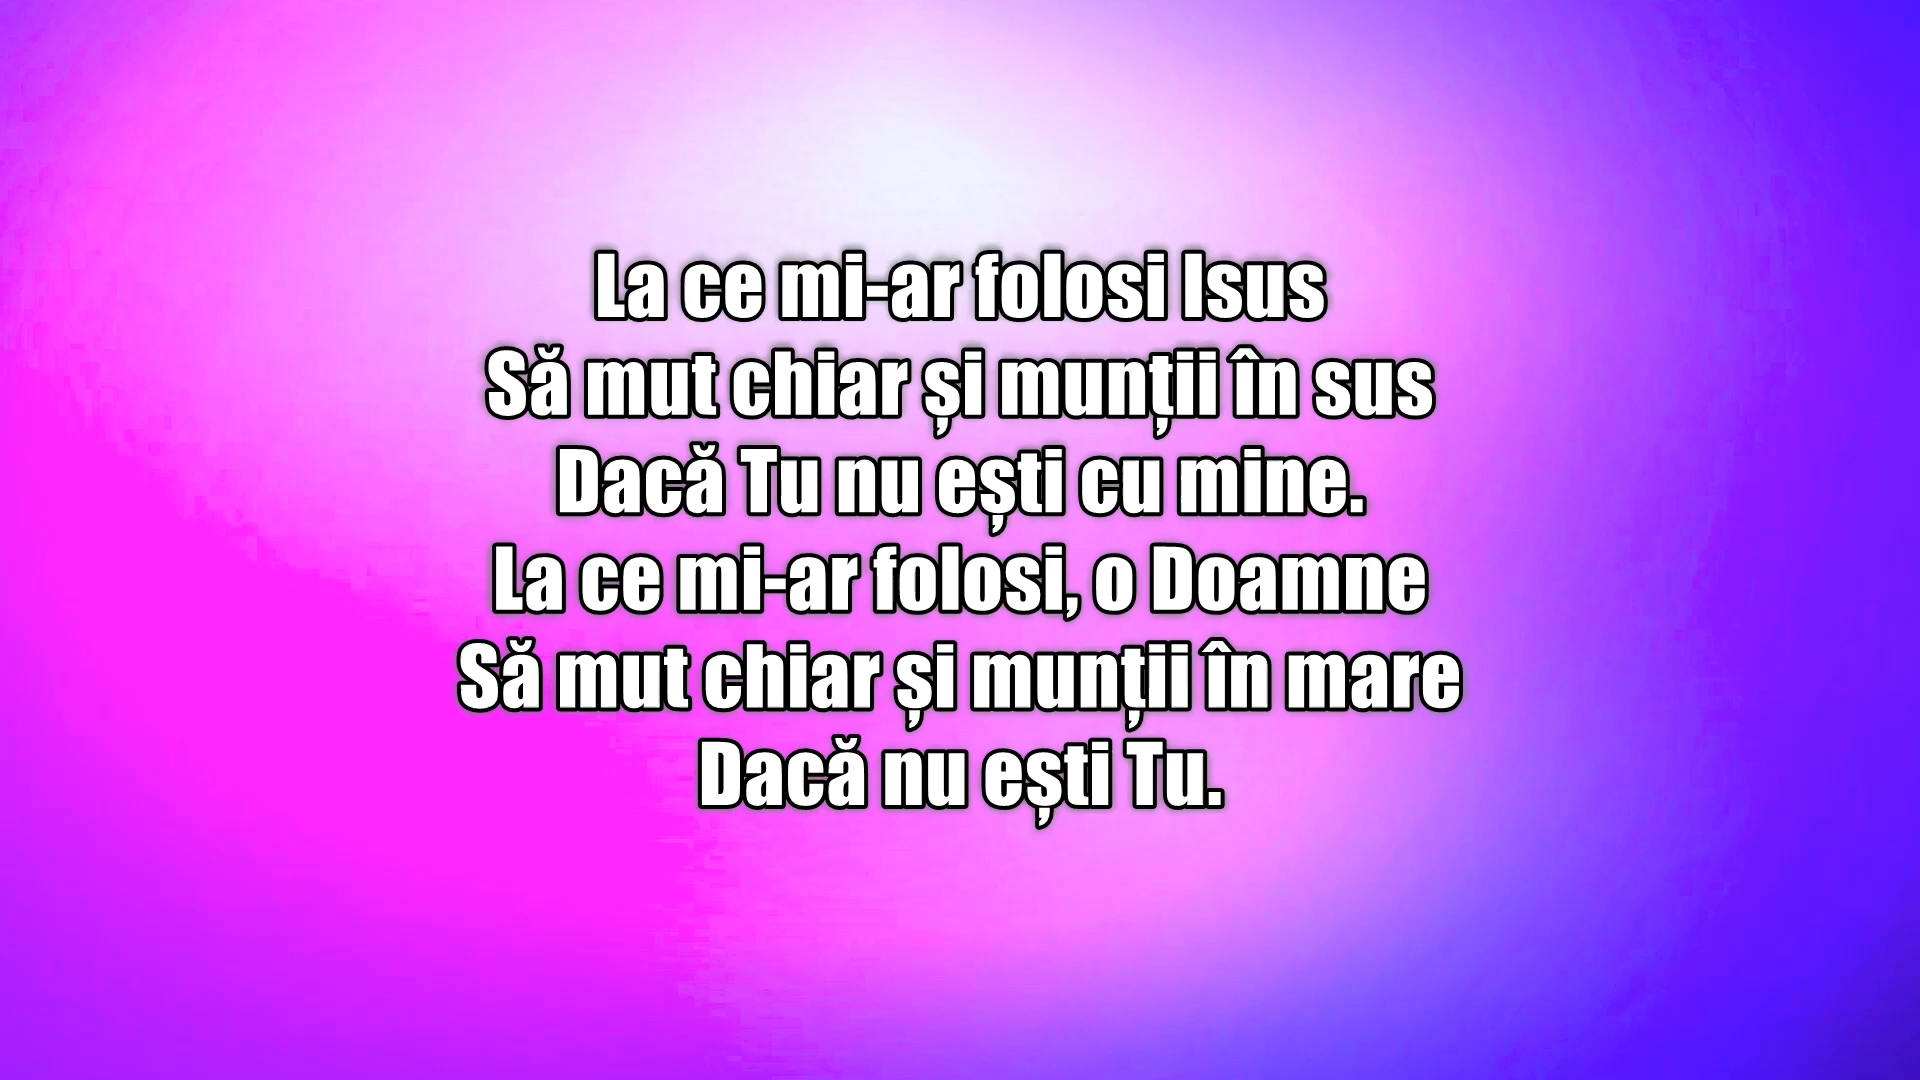 La ce mi-ar folosi Isus
Să mut chiar și munții în sus
Dacă Tu nu ești cu mine.
La ce mi-ar folosi, o Doamne
Să mut chiar și munții în mare
Dacă nu ești Tu.